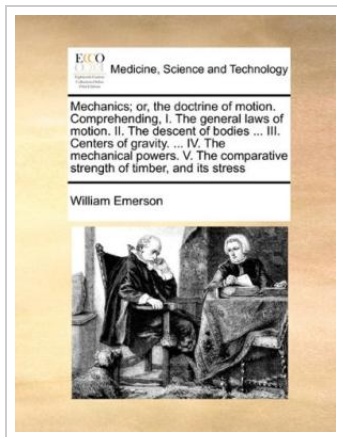 ECCO
Medicine, Science and Technology
Mechanics; or, the doctrine of motion.
Comprehending, I. The general laws of
motion. II. The descent of bodies ... III.
Centers of gravity. ... IV. The
mechanical powers. V. The comparative
strength of timber, and its stress
William Emerson